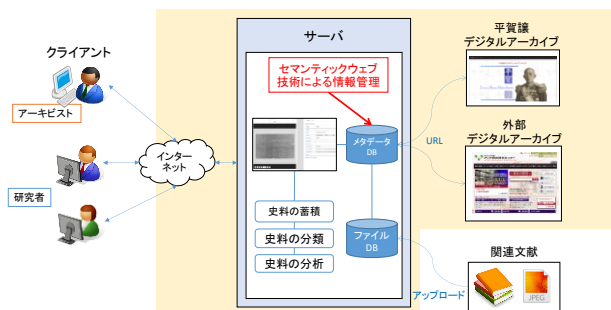 クライアント
アーキビスト
研究者
インター
ネット
サーバ
セマンティックウェブ
技術による情報管理
メタデータ
DB
史料の蓄積
史料の分類
史料の分析
ファイル
DB
平賀譲
デジタルアーカイブ
URL
外部
デジタルアーカイブ
関連文献
アップロード
JPEG